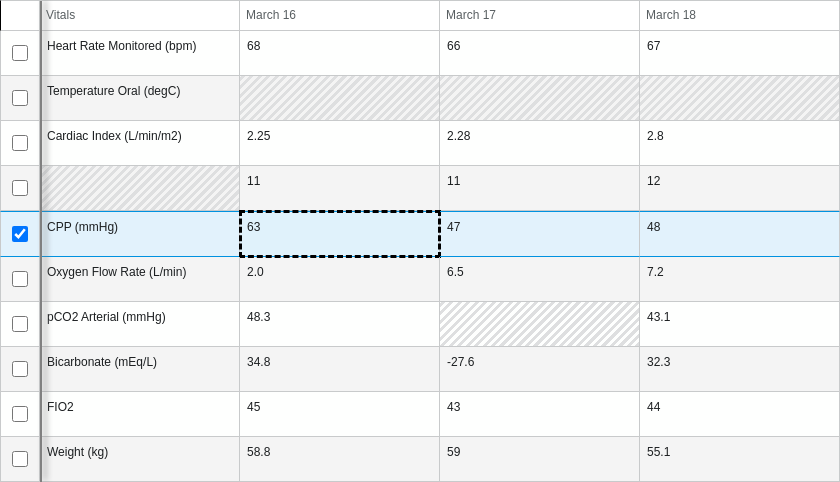 Vitals March 16 March 17 March 18
Heart Rate Monitored (bpm) 68 66 67
Temperature Oral (degC)
Cardiac Index (L/min/m2) 2.25 2.28 2.8
11 11 12
CPP (mmHg) 63 47 48
Oxygen Flow Rate (L/min) 2.0 6.5 7.2
pCO2 Arterial (mmHg) 48.3 43.1
Bicarbonate (mEq/L) 34.8 -27.6 32.3
FIO2 45 43 44
Weight (kg) 58.8 59 55.1